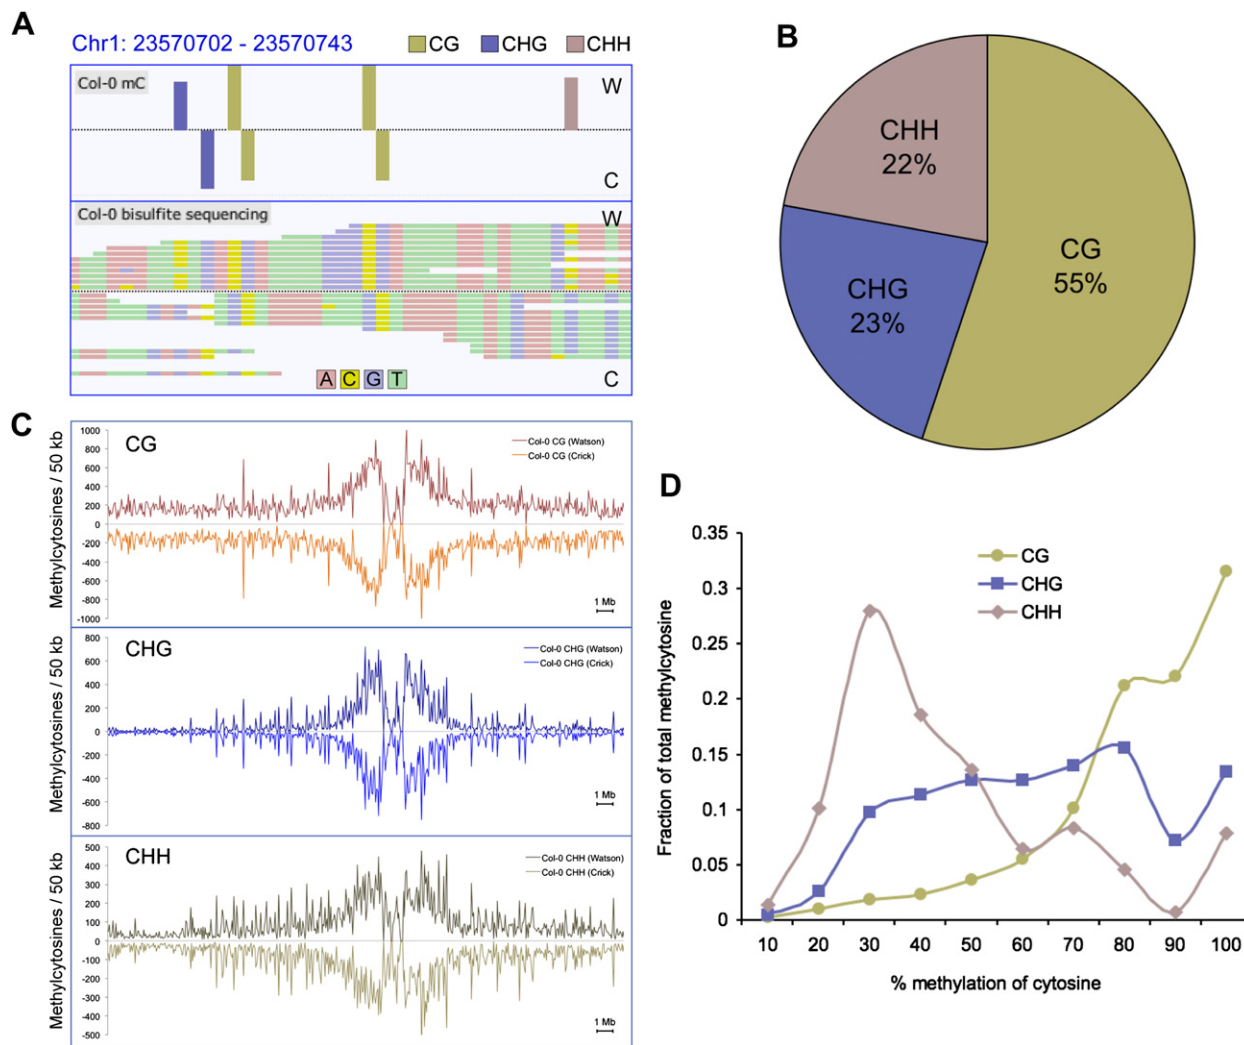 A
Chr1: 23570702 - 23570743
CG
CHG
CHH
Col-0 mC
W
C
Col-0 bisulfite sequencing
W
A C G T
C
B
CHH
22%
CHG
23%
CG
55%
C
Methylcytosines / 50 kb
CG
Col-0 CG (Watson)
Col-0 CG (Crick)
1000
800
600
400
200
0
-200
-400
-600
-800
-1000
1 Mb
Methylcytosines / 50 kb
CHG
Col-0 CHG (Watson)
Col-0 CHG (Crick)
800
600
400
200
0
-200
-400
-600
-800
1 Mb
Methylcytosines / 50 kb
CHH
Col-0 CHH (Watson)
Col-0 CHH (Crick)
500
400
300
200
100
0
-100
-200
-300
-400
-500
1 Mb
D
Fraction of total methylcytosine
0.35
0.3
0.25
0.2
0.15
0.1
0.05
0
CG
CHG
CHH
10 20 30 40 50 60 70 80 90 100
% methylation of cytosine